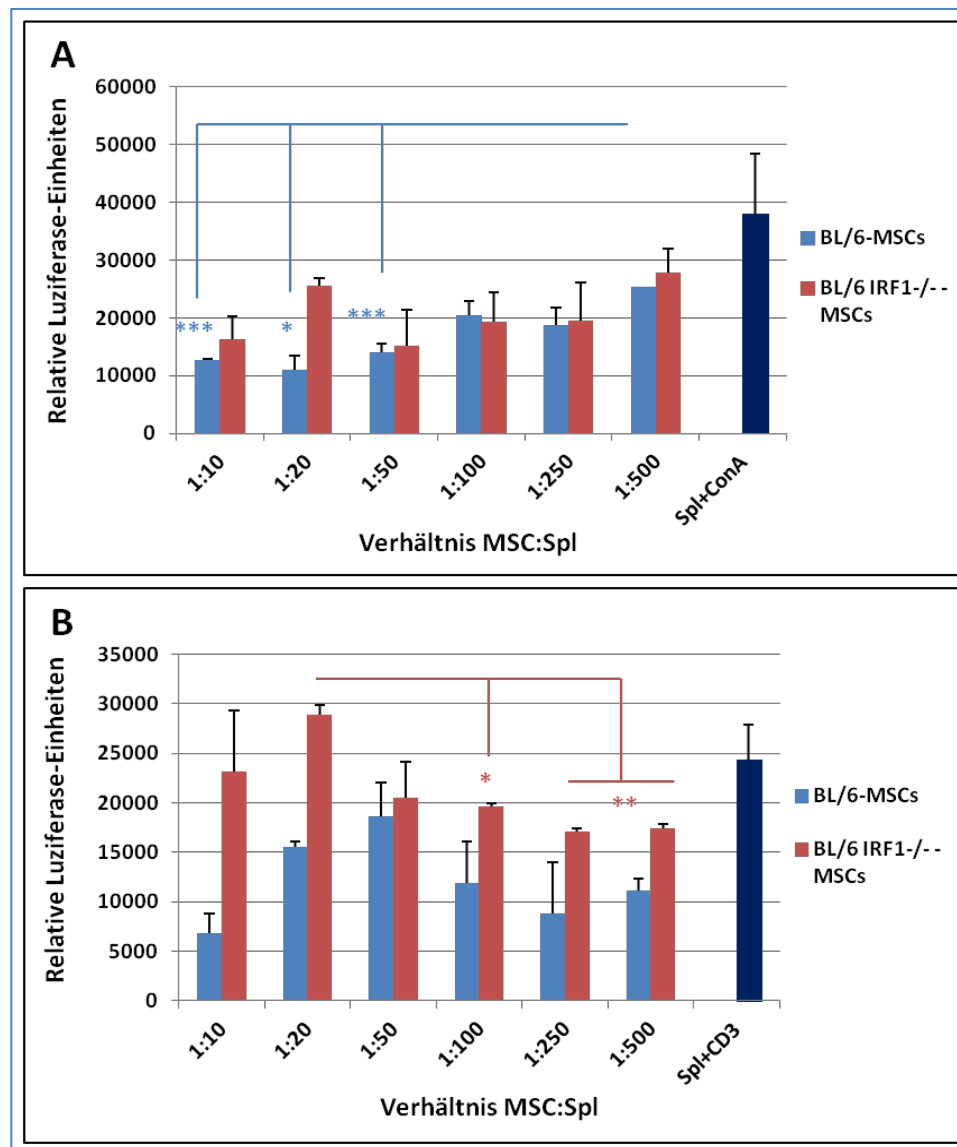 A
60000
50000
40000
30000
20000
10000
0
Relative Luziferase-Einheiten
***
*
***
1:10
1:20
1:50
1:100
1:250
1:500
Spl+ConA
Verhältnis MSC:Spl
BL/6-MSCs
BL/6 IRF1-/- -
MSCs
B
35000
30000
25000
20000
15000
10000
5000
0
Relative Luziferase-Einheiten
*
**
1:10
1:20
1:50
1:100
1:250
1:500
Spl+CD3
Verhältnis MSC:Spl
BL/6-MSCs
BL/6 IRF1-/- -
MSCs